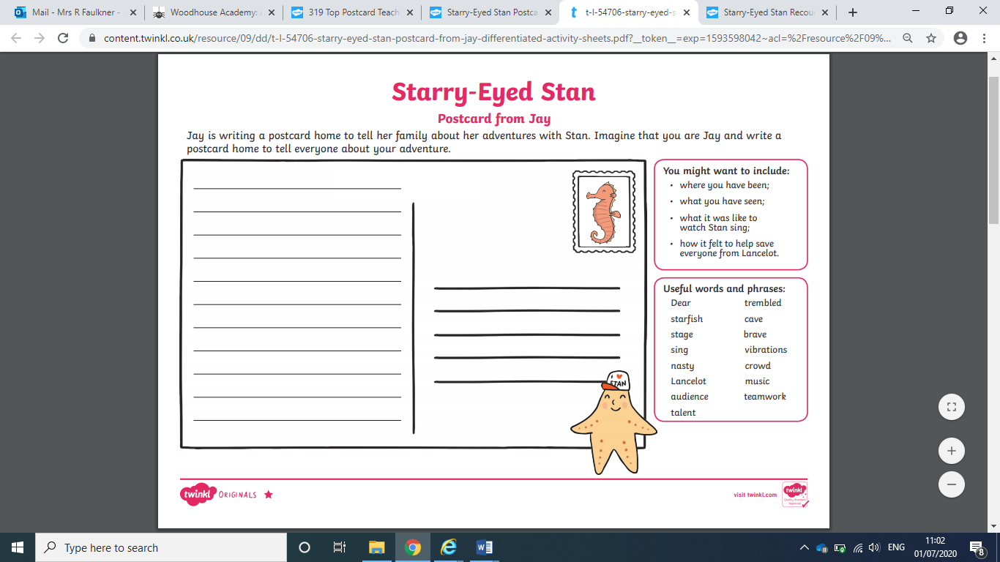 Mail - Mrs R Faulkner -
Woodhouse Academy:
319 Top Postcard Teach
Starry-Eyed Stan Postca
t-l-54706-starry-eyed-s
Starry-Eyed Stan Recou
content.twinkl.co.uk/resource/09/dd/t-l-54706-starry-eyed-stan-postcard-from-jay-differentiated-activity-sheets.pdf?__token__=exp=1593598042~acl=%2Fresource%2F09%...
Starry-Eyed Stan
Postcard from Jay
Jay is writing a postcard home to tell her family about her adventures with Stan. Imagine that you are Jay and write a
postcard home to tell everyone about your adventure.
You might want to include:
• where you have been;
• what you have seen;
• what it was like to
watch Stan sing;
• how it felt to help save
everyone from Lancelot.
Useful words and phrases:
Dear trembled
starfish cave
stage brave
sing vibrations
nasty crowd
Lancelot music
audience teamwork
talent
I
STAN
twinkl ORIGINALS
visit twinkl.com
twinkl
Quality Standard
Approved
Type here to search
ENG
11:02
01/07/2020
8